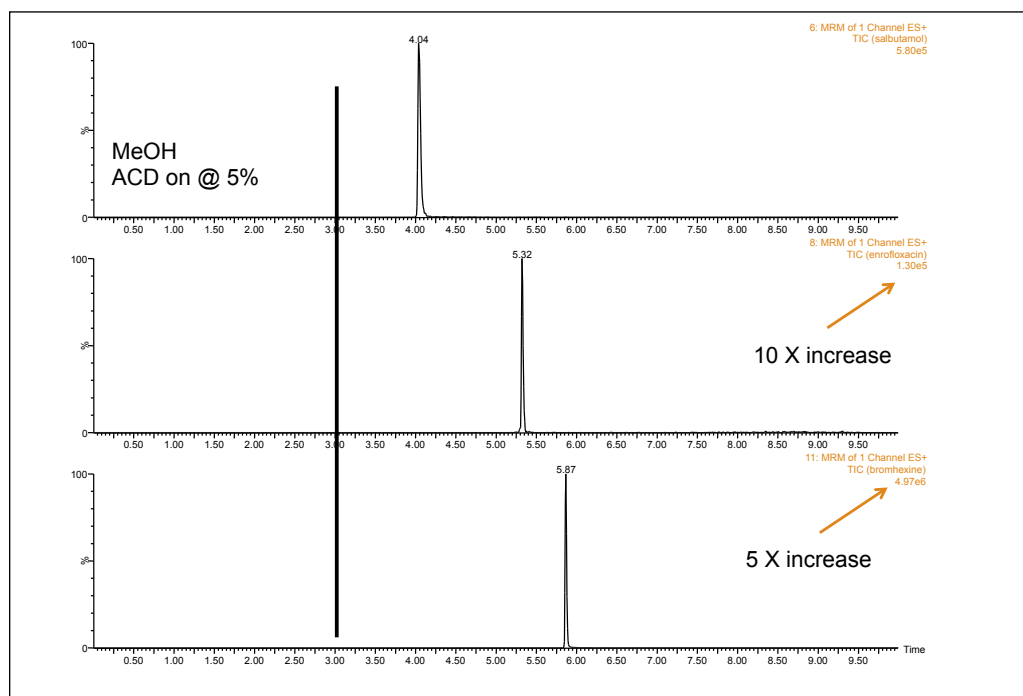 6: MRM of 1 Channel ES+
TIC (salbutamol)
5.80e5
4.04
100
%
0
MeOH
ACD on @ 5%
0.50 1.00 1.50 2.00 2.50 3.00 3.50 4.00 4.50 5.00 5.50 6.00 6.50 7.00 7.50 8.00 8.50 9.00 9.50
8: MRM of 1 Channel ES+
TIC (enrofloxacin)
1.30e5
5.32
100
%
0
10 X increase
0.50 1.00 1.50 2.00 2.50 3.00 3.50 4.00 4.50 5.00 5.50 6.00 6.50 7.00 7.50 8.00 8.50 9.00 9.50
11: MRM of 1 Channel ES+
TIC (bromhexine)
4.97e6
5.87
100
%
0
5 X increase
0.50 1.00 1.50 2.00 2.50 3.00 3.50 4.00 4.50 5.00 5.50 6.00 6.50 7.00 7.50 8.00 8.50 9.00 9.50 Time